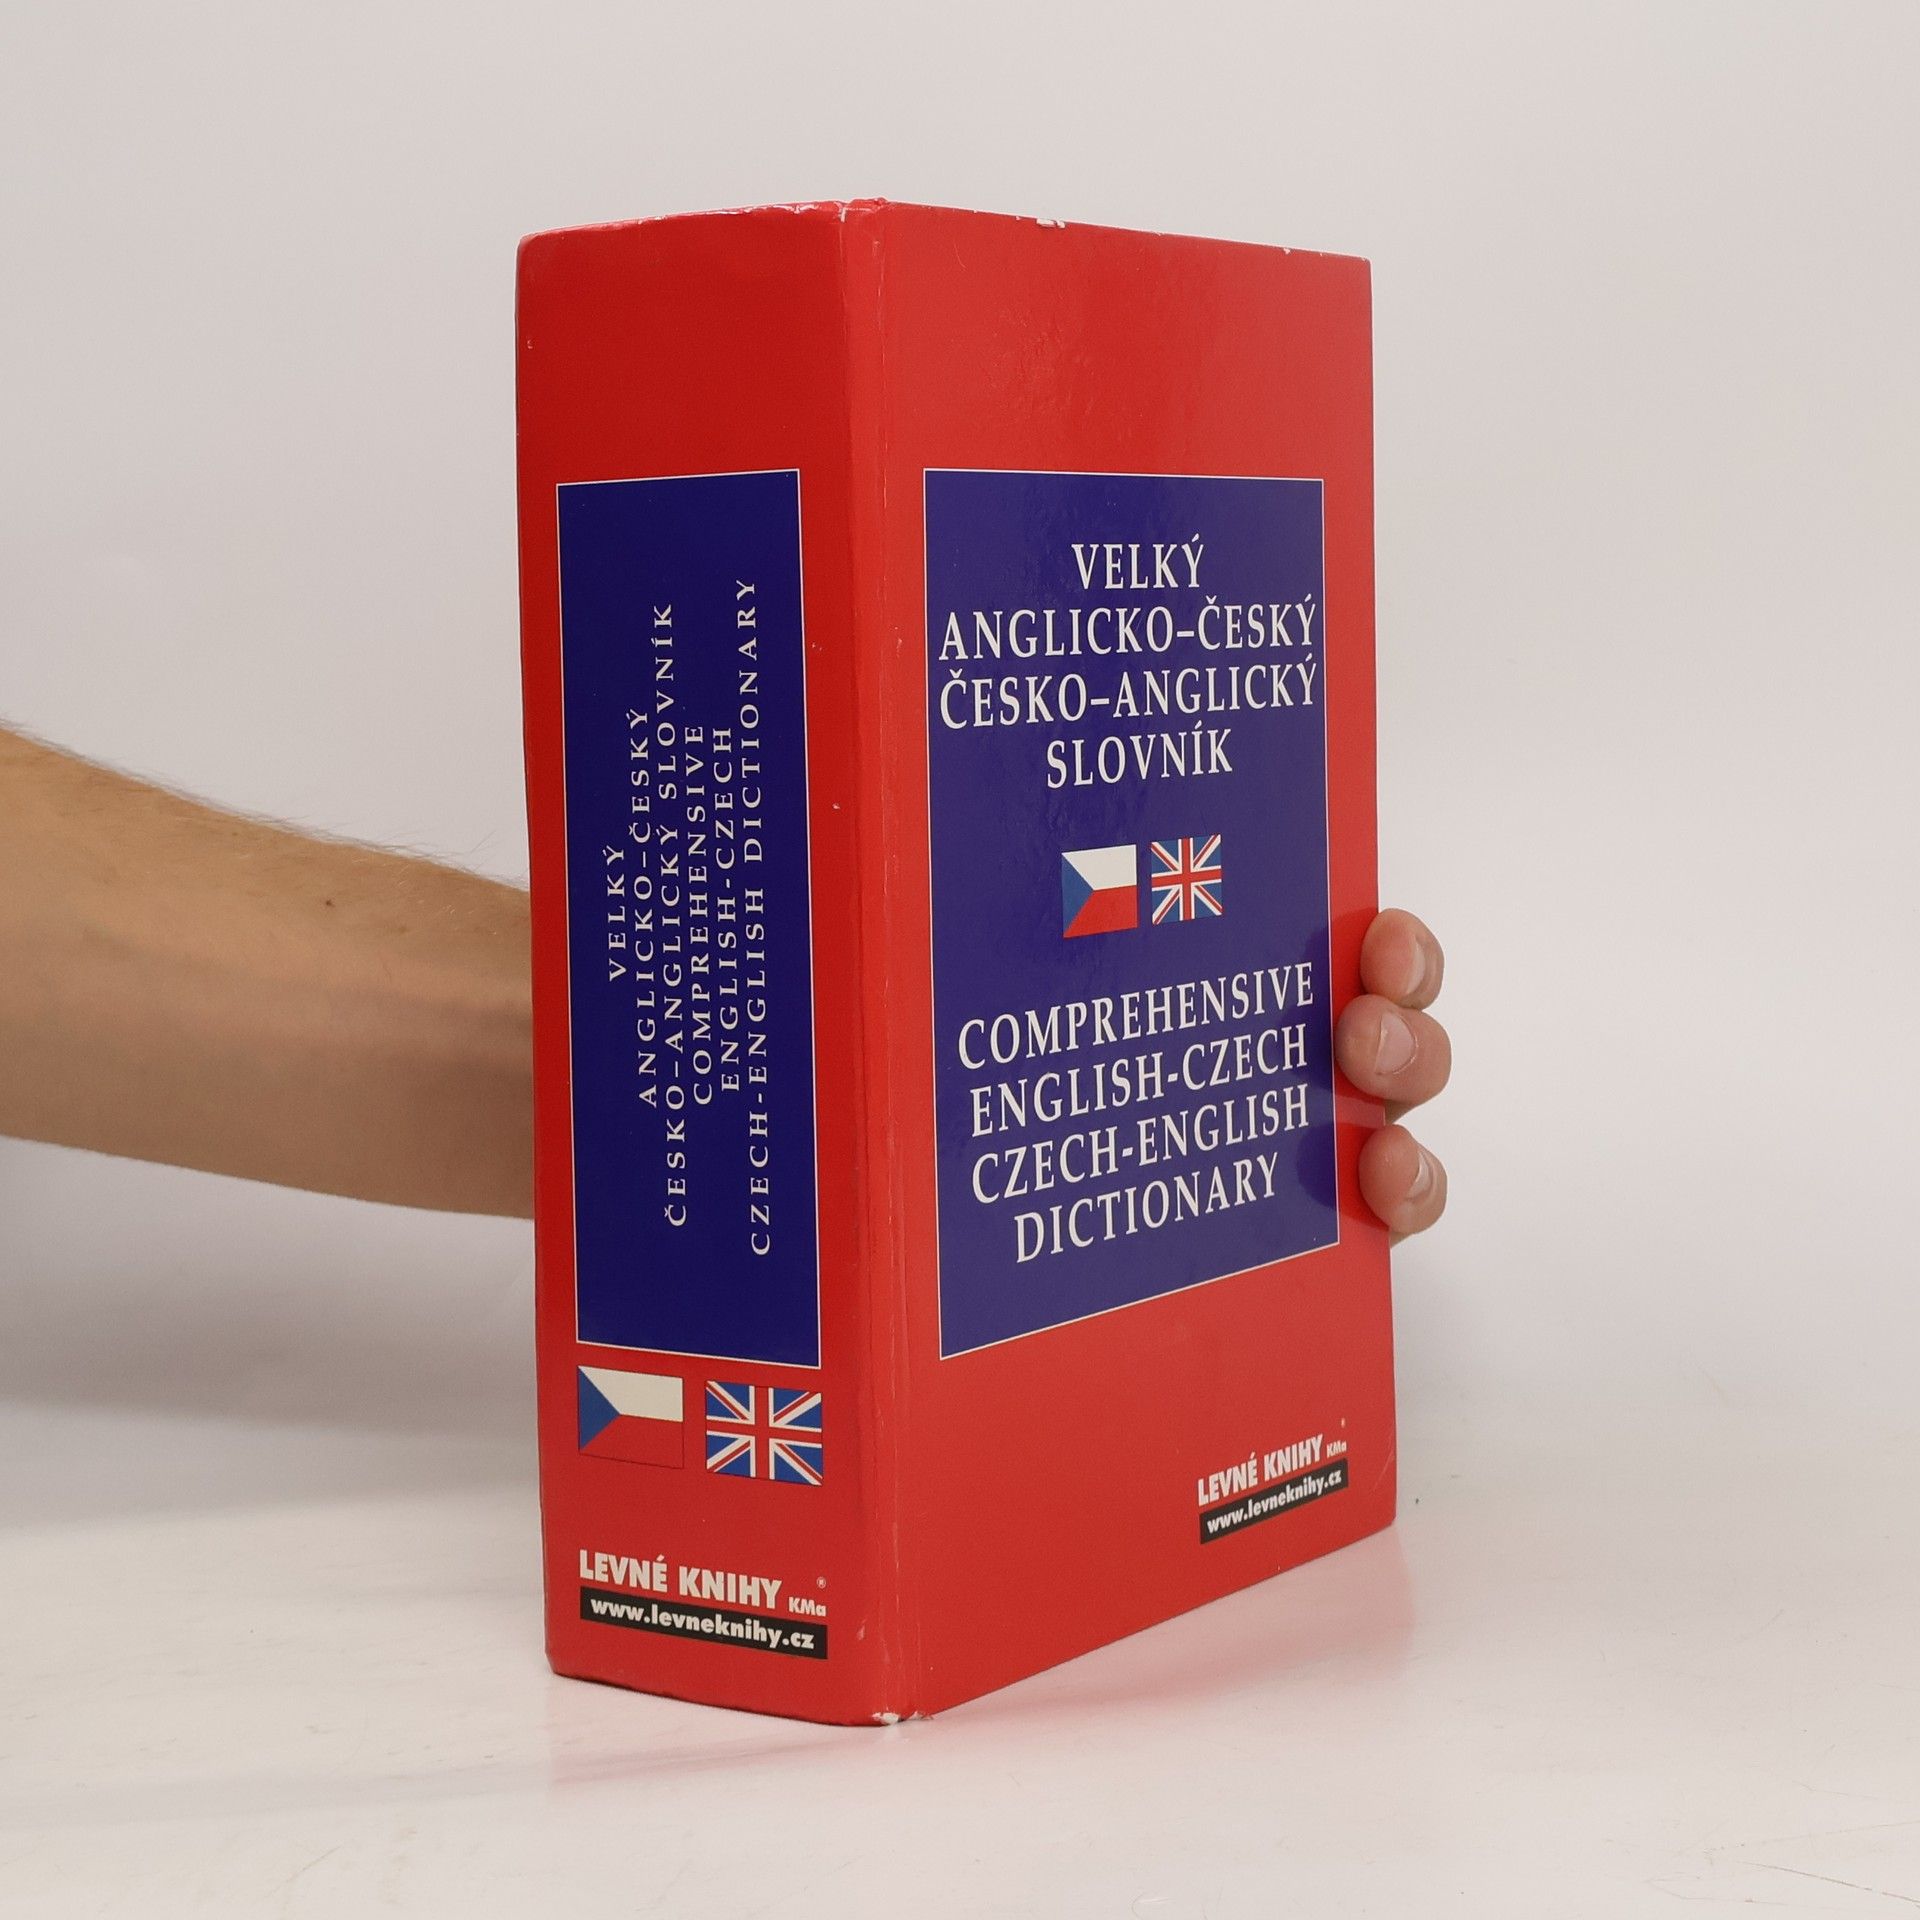 VELKÝ
ANGLICKO–ČESKÝ
ČESKO–ANGLICKÝ SLOVNÍK
COMPREHENSIVE
ENGLISH-CZECH
CZECH-ENGLISH DICTIONARY
LEVNÉ KNIHY KMa ®
www.levneknihy.cz
VELKÝ
ANGLICKO–ČESKÝ
ČESKO–ANGLICKÝ
SLOVNÍK
COMPREHENSIVE
ENGLISH-CZECH
CZECH-ENGLISH
DICTIONARY
LEVNÉ KNIHY KMa
www.levneknihy.cz